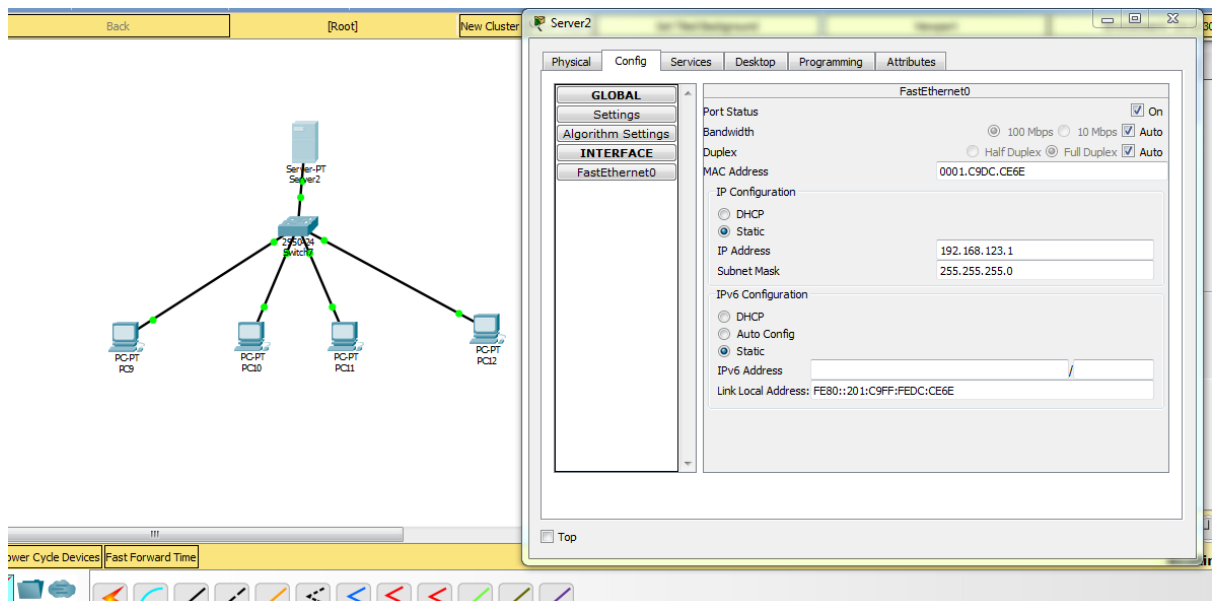 Back
[Root]
New Cluster
Server-PT
Server2
2950-24
Switch7
PC-PT
PC9
PC-PT
PC10
PC-PT
PC11
PC-PT
PC12
Fast Forward Time
Server2
Physical
Config
Services
Desktop
Programming
Attributes
GLOBAL
Settings
Algorithm Settings
INTERFACE
FastEthernet0
FastEthernet0
Port Status On
Bandwidth 100 Mbps 10 Mbps Auto
Duplex Half Duplex Full Duplex Auto
MAC Address 0001.C9DC.CE6E
IP Configuration
DHCP
Static
IP Address 192.168.123.1
Subnet Mask 255.255.255.0
IPv6 Configuration
DHCP
Auto Config
Static
IPv6 Address /
Link Local Address: FE80::201:C9FF:FEDC:CE6E
Top